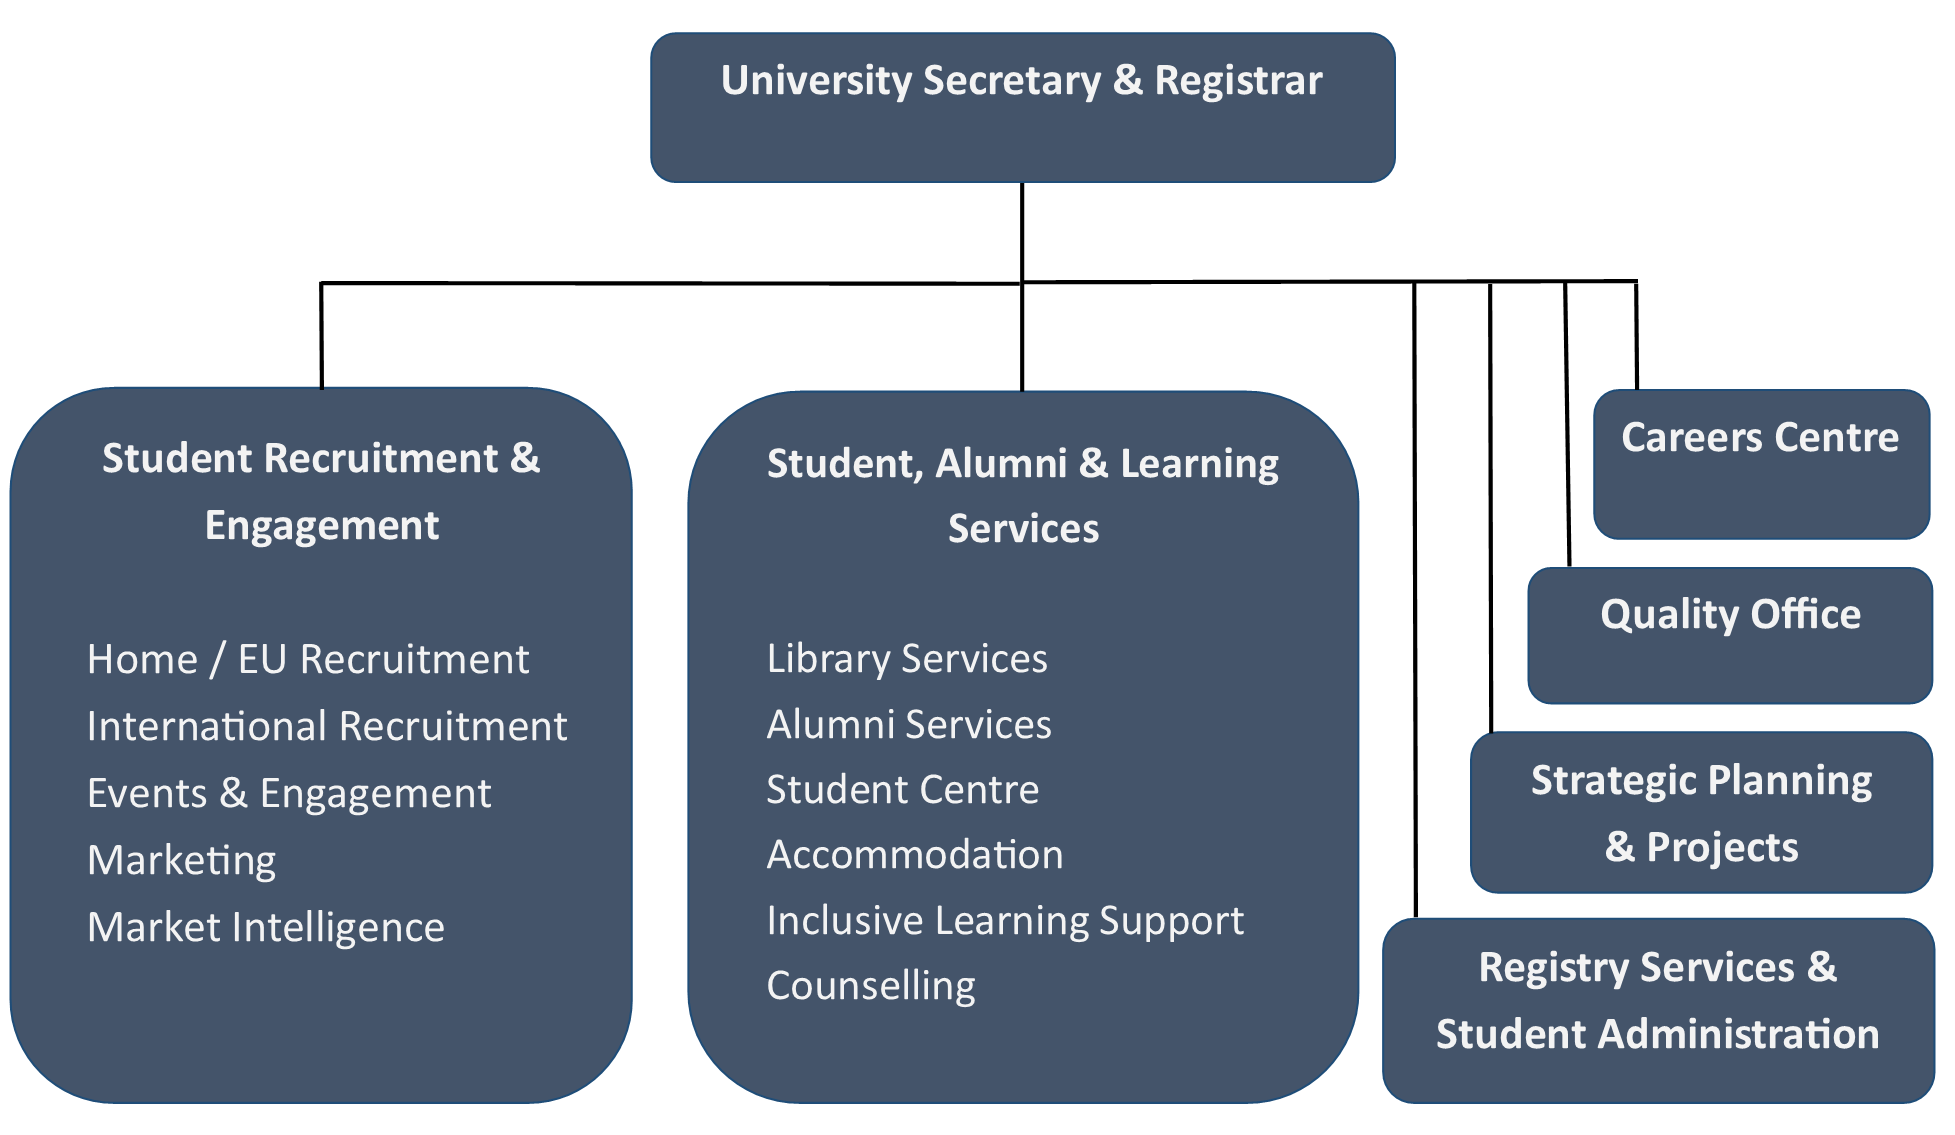 University Secretary & Registrar
Student Recruitment &
Engagement
Home / EU Recruitment
International Recruitment
Events & Engagement
Marketing
Market Intelligence
Student, Alumni & Learning
Services
Library Services
Alumni Services
Student Centre
Accommodation
Inclusive Learning Support
Counselling
Careers Centre
Quality Office
Strategic Planning
& Projects
Registry Services &
Student Administration